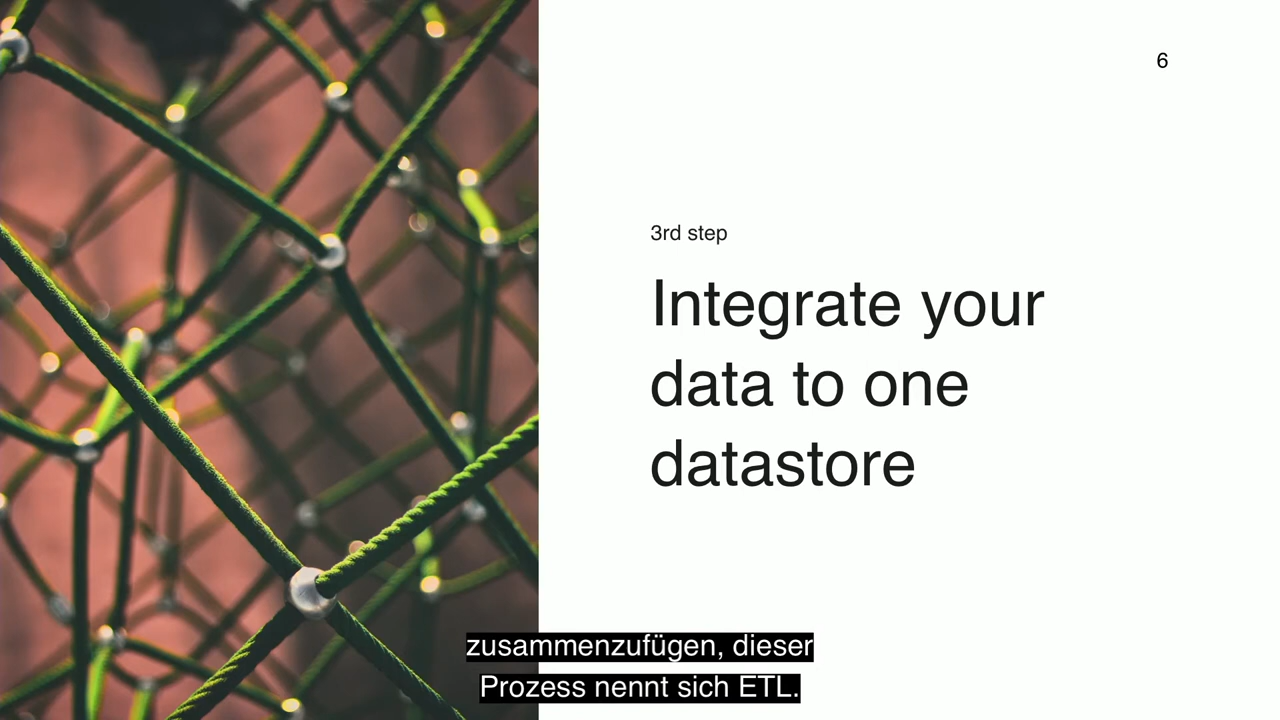 6
3rd step
Integrate your
data to one
datastore
zusammenzufügen, dieser
Prozess nennt sich ETL.